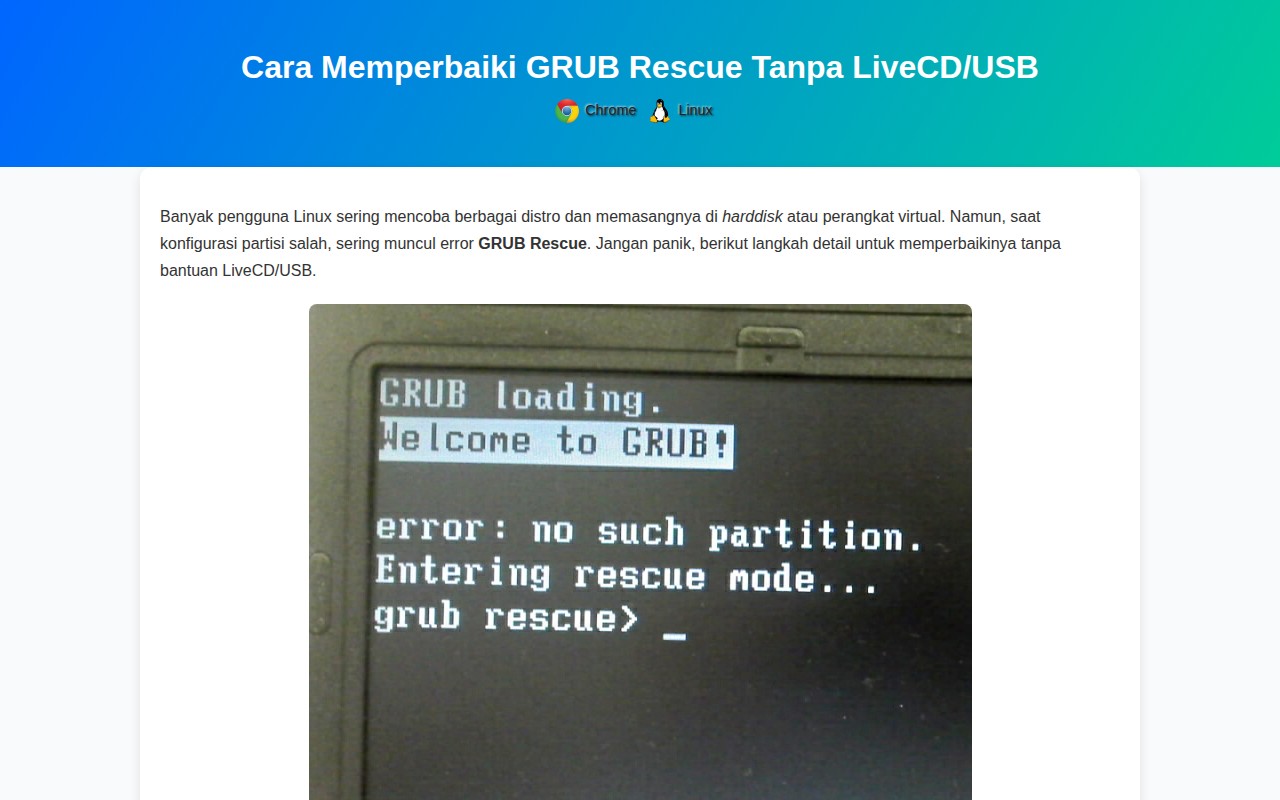 Cara Memperbaiki GRUB Rescue Tanpa LiveCD/USB
Chrome Linux
Banyak pengguna Linux sering mencoba berbagai distro dan memasangnya di harddisk atau perangkat virtual. Namun, saat
konfigurasi partisi salah, sering muncul error GRUB Rescue. Jangan panik, berikut langkah detail untuk memperbaikinya tanpa
bantuan LiveCD/USB.
GRUB loading.
Welcome to GRUB!
error: no such partition.
Entering rescue mode...
grub rescue> _